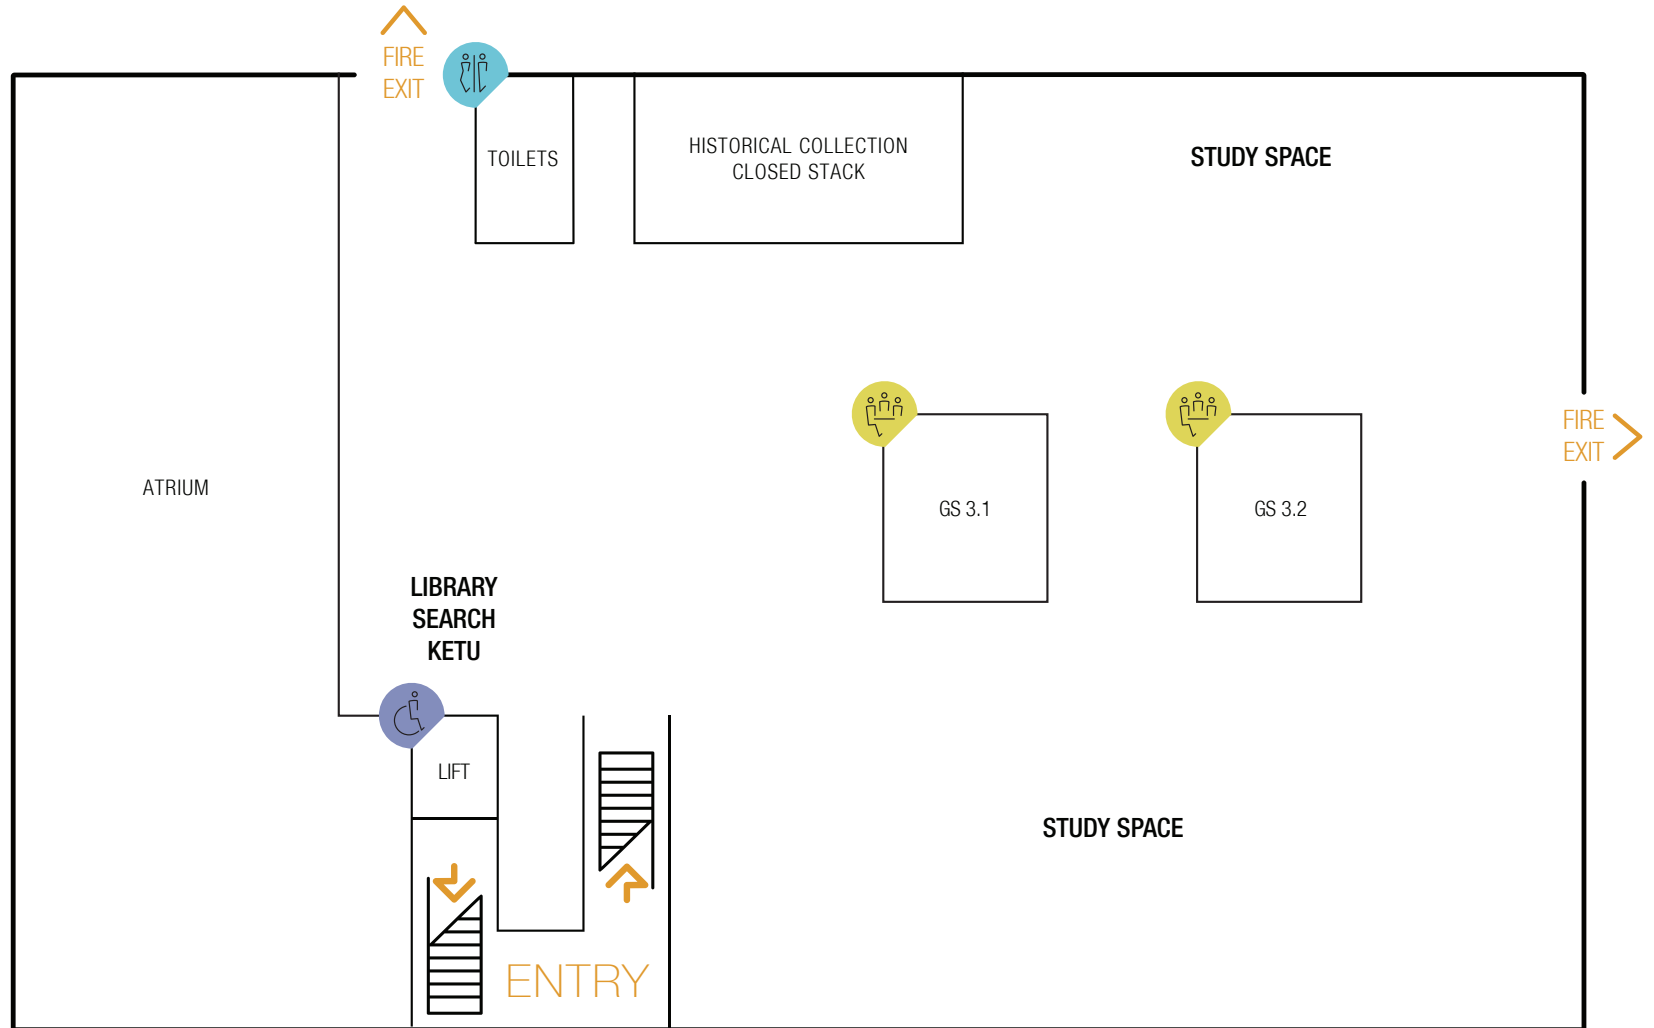 FIRE
EXIT
TOILETS
HISTORICAL COLLECTION
CLOSED STACK
STUDY SPACE
FIRE
EXIT
ATRIUM
GS 3.1
GS 3.2
LIBRARY
SEARCH
KETU
LIFT
STUDY SPACE
ENTRY